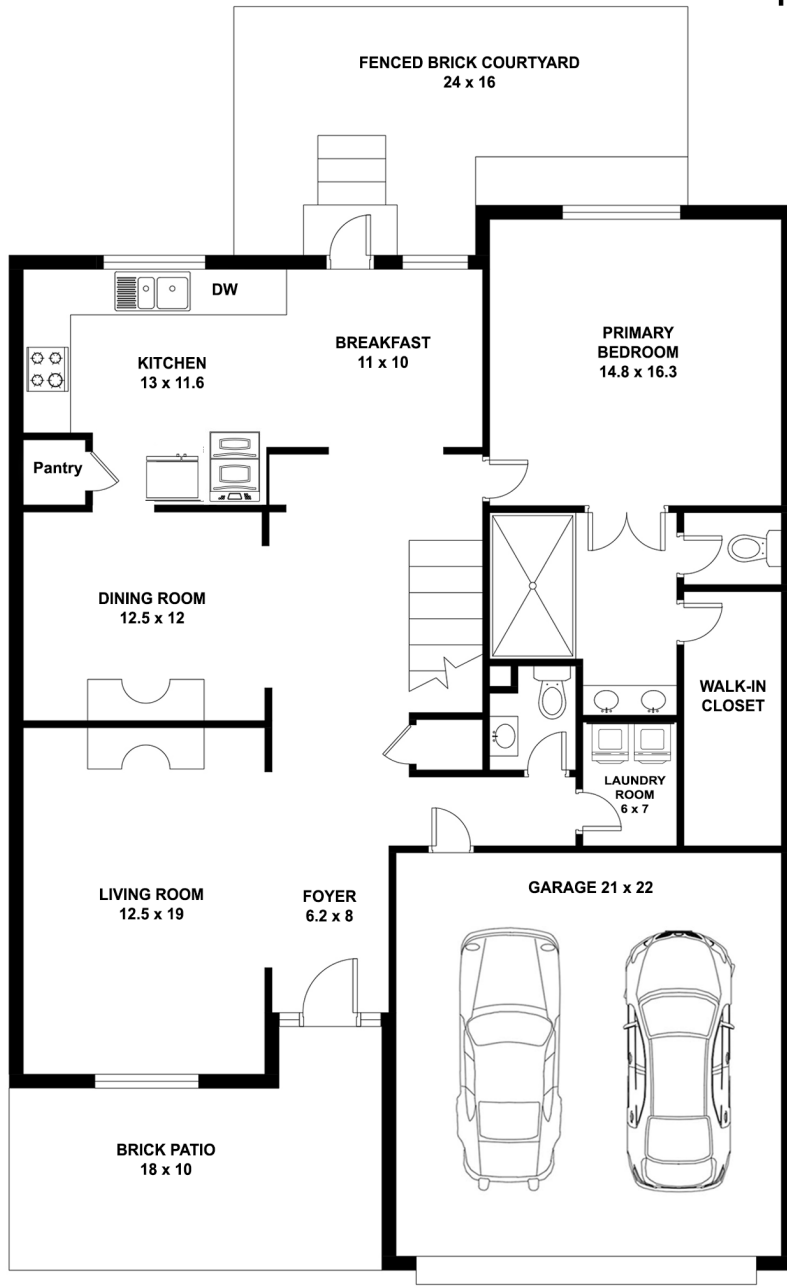 FENCED BRICK COURTYARD
24 x 16
DW
KITCHEN
13 x 11.6
BREAKFAST
11 x 10
PRIMARY
BEDROOM
14.8 x 16.3
Pantry
DINING ROOM
12.5 x 12
WALK-IN
CLOSET
LAUNDRY
ROOM
6 x 7
LIVING ROOM
12.5 x 19
FOYER
6.2 x 8
GARAGE 21 x 22
BRICK PATIO
18 x 10